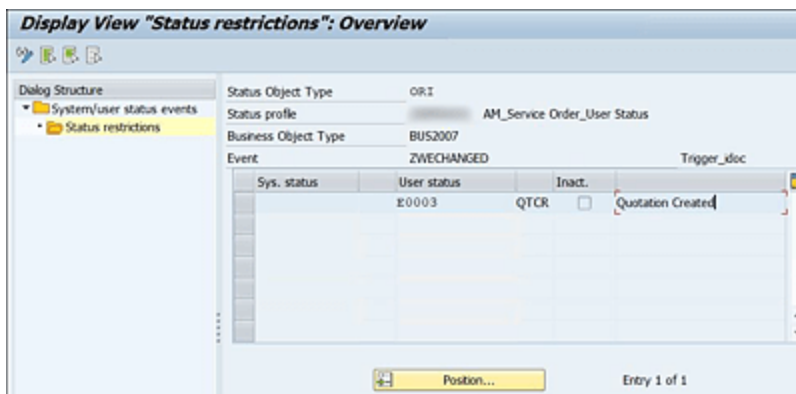 Display View "Status restrictions": Overview
Dialog Structure
System/user status events
Status restrictions
Status Object Type ORI
Status profile AM_Service Order_User Status
Business Object Type BUS2007
Event ZWECHANGED Trigger_idoc
Sys. status User status Inact.
E0003 QTCR Quotation Created
Position... Entry 1 of 1